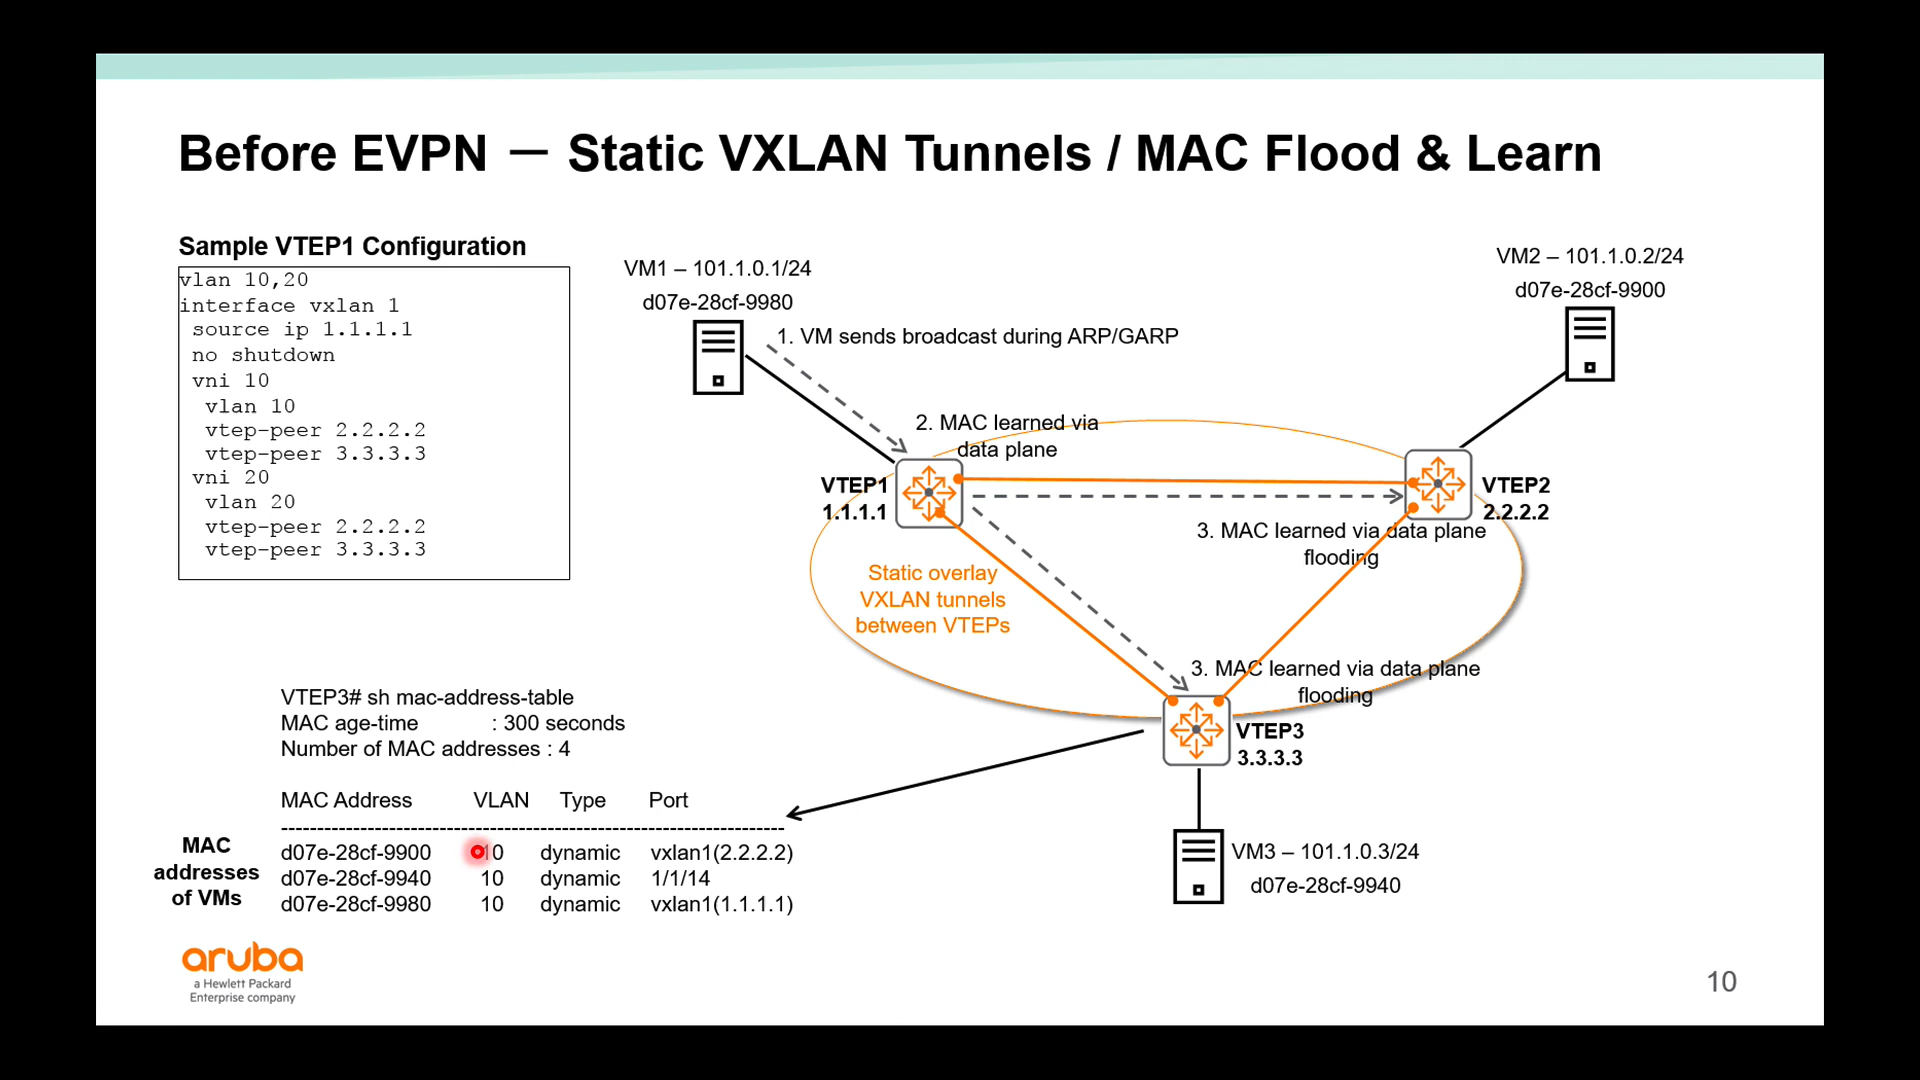 Before EVPN － Static VXLAN Tunnels / MAC Flood & Learn
Sample VTEP1 Configuration
vlan 10,20
interface vxlan 1
source ip 1.1.1.1
no shutdown
vni 10
vlan 10
vtep-peer 2.2.2.2
vtep-peer 3.3.3.3
vni 20
vlan 20
vtep-peer 2.2.2.2
vtep-peer 3.3.3.3
VM1 – 101.1.0.1/24
d07e-28cf-9980
VM2 – 101.1.0.2/24
d07e-28cf-9900
1. VM sends broadcast during ARP/GARP
2. MAC learned via
data plane
VTEP1
1.1.1.1
VTEP2
2.2.2.2
3. MAC learned via data plane
flooding
Static overlay
VXLAN tunnels
between VTEPs
3. MAC learned via data plane
flooding
VTEP3
3.3.3.3
VM3 – 101.1.0.3/24
d07e-28cf-9940
VTEP3# sh mac-address-table
MAC age-time : 300 seconds
Number of MAC addresses : 4
MAC Address VLAN Type Port
--------------------------------------------------------------------
MAC
addresses
of VMs
d07e-28cf-9900 10 dynamic vxlan1(2.2.2.2)
d07e-28cf-9940 10 dynamic 1/1/14
d07e-28cf-9980 10 dynamic vxlan1(1.1.1.1)
aruba
a Hewlett Packard
Enterprise company
10